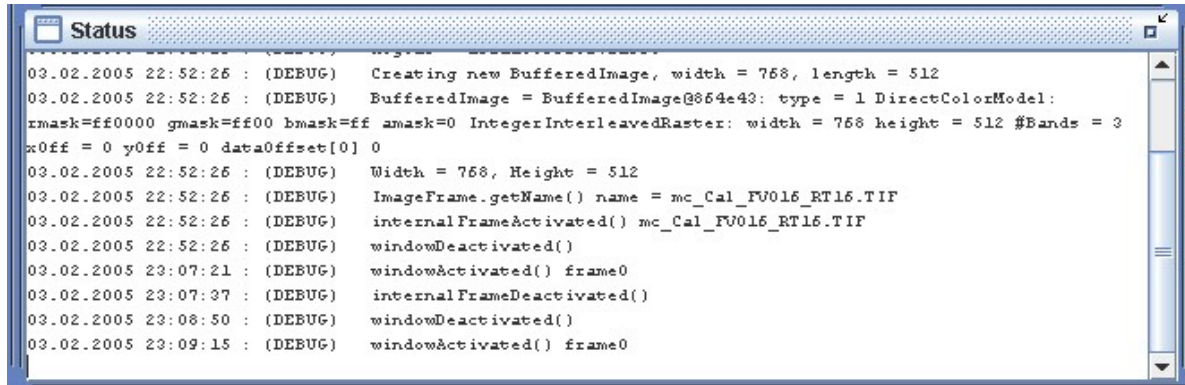 Status
03.02.2005 22:52:26 : (DEBUG) Creating new BufferedImage, width = 768, length = 512
03.02.2005 22:52:26 : (DEBUG) BufferedImage = BufferedImage@864e43: type = 1 DirectColorModel:
rmask=ff0000 gmask=ff00 bmask=ff amask=0 IntegerInterleavedRaster: width = 768 height = 512 #Bands = 3
xOff = 0 yOff = 0 dataOffset[0] 0
03.02.2005 22:52:26 : (DEBUG) Width = 768, Height = 512
03.02.2005 22:52:26 : (DEBUG) ImageFrame.getName() name = mc_Cal_FV016_RT16.TIF
03.02.2005 22:52:26 : (DEBUG) internalFrameActivated() mc_Cal_FV016_RT16.TIF
03.02.2005 22:52:26 : (DEBUG) windowDeactivated()
03.02.2005 23:07:21 : (DEBUG) windowActivated() frame0
03.02.2005 23:07:37 : (DEBUG) internalFrameDeactivated()
03.02.2005 23:08:50 : (DEBUG) windowDeactivated()
03.02.2005 23:09:15 : (DEBUG) windowActivated() frame0